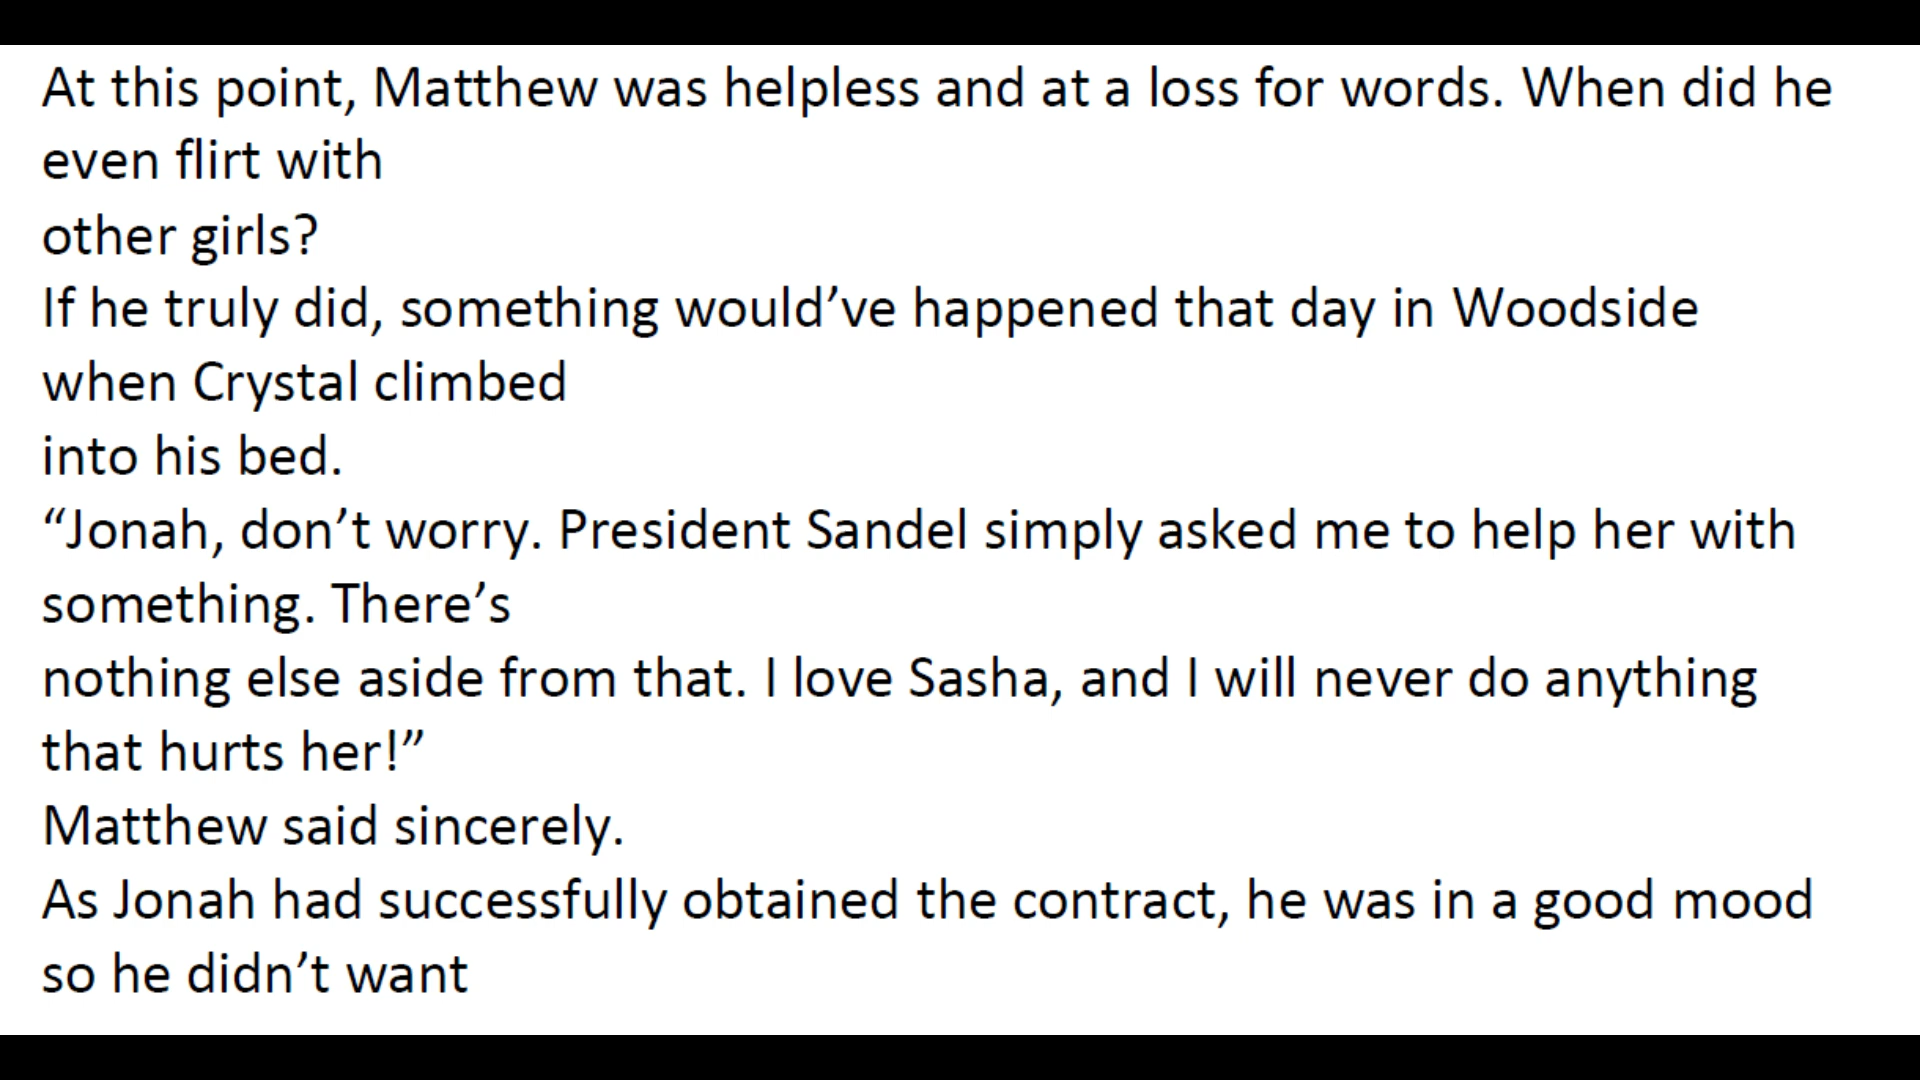 At this point, Matthew was helpless and at a loss for words. When did he
even flirt with
other girls?
If he truly did, something would’ve happened that day in Woodside
when Crystal climbed
into his bed.
“Jonah, don’t worry. President Sandel simply asked me to help her with
something. There’s
nothing else aside from that. I love Sasha, and I will never do anything
that hurts her!”
Matthew said sincerely.
As Jonah had successfully obtained the contract, he was in a good mood
so he didn’t want